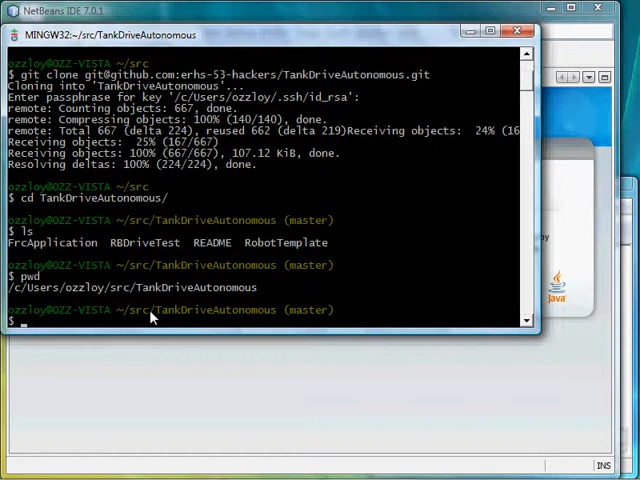 NetBeans IDE 7.0.1
MINGW32:~/src/TankDriveAutonomous
ozzloy@OZZ-VISTA ~/src
$ git clone git@github.com:erhs-53-hackers/TankDriveAutonomous.git
Cloning into 'TankDriveAutonomous'...
Enter passphrase for key '/c/Users/ozzloy/.ssh/id_rsa':
remote: Counting objects: 667, done.
remote: Compressing objects: 100% (140/140), done.
remote: Total 667 (delta 224), reused 662 (delta 219)Receiving objects:  24% (16
Receiving objects:  25% (167/667)
Receiving objects: 100% (667/667), 107.12 KiB, done.
Resolving deltas: 100% (224/224), done.
ozzloy@OZZ-VISTA ~/src
$ cd TankDriveAutonomous/
ozzloy@OZZ-VISTA ~/src/TankDriveAutonomous (master)
$ ls
FrcApplication  RBDriveTest  README  RobotTemplate
ozzloy@OZZ-VISTA ~/src/TankDriveAutonomous (master)
$ pwd
/c/Users/ozzloy/src/TankDriveAutonomous
ozzloy@OZZ-VISTA ~/src/TankDriveAutonomous (master)
$
by
Java
INS